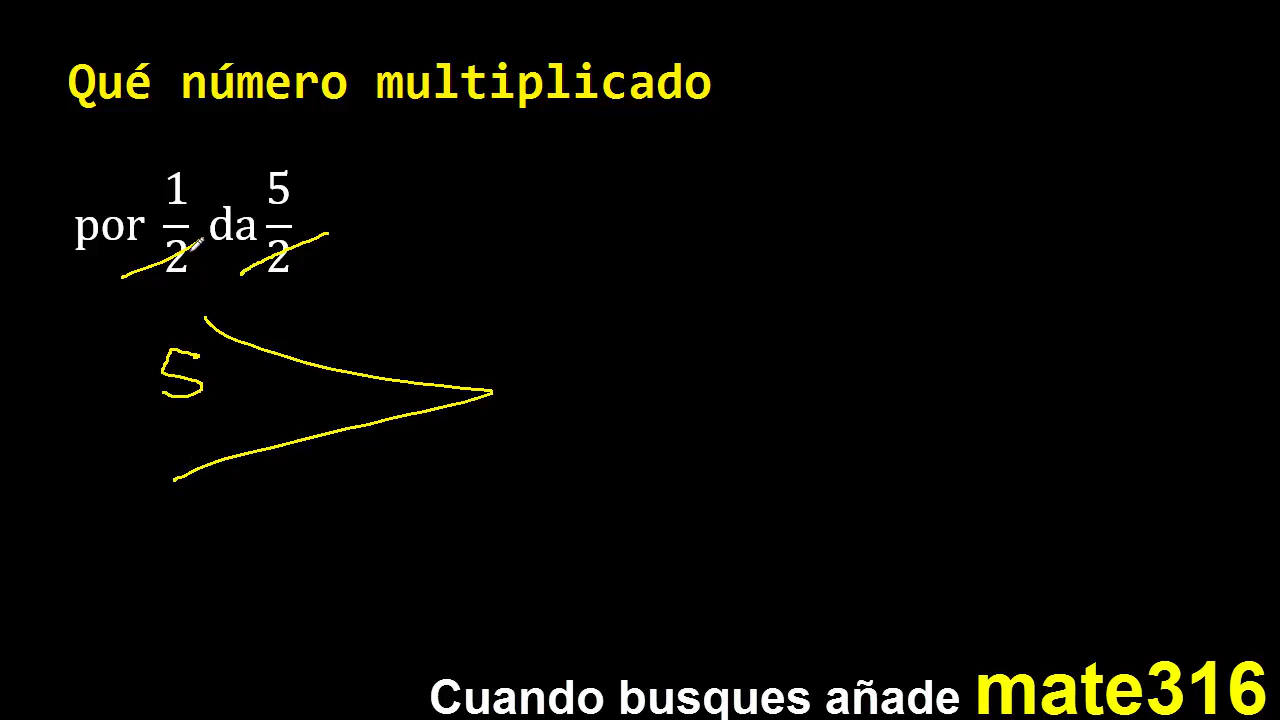 Qué número multiplicado
por 1/2 da 5/2
5
Cuando busques añade mate316